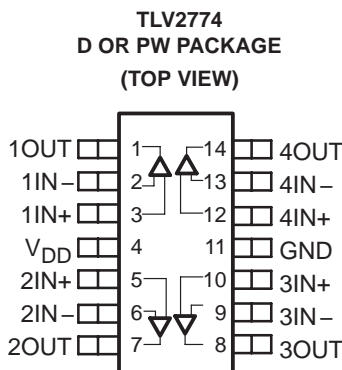 TLV2774
D OR PW PACKAGE
(TOP VIEW)
1OUT 1 14 4OUT
1IN− 2 13 4IN−
1IN+ 3 12 4IN+
VDD 4 11 GND
2IN+ 5 10 3IN+
2IN− 6 9 3IN−
2OUT 7 8 3OUT